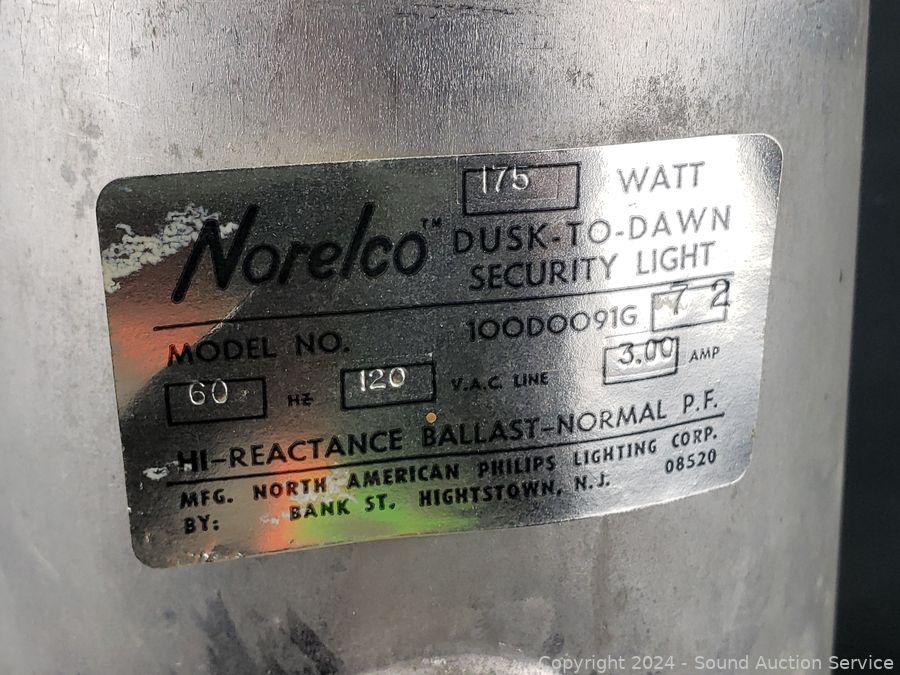 175 WATT
Norelco™ DUSK-TO-DAWN
SECURITY LIGHT
MODEL NO. 100D0091G 72
60 HZ 120 V.A.C. LINE 3.00 AMP
HI-REACTANCE BALLAST-NORMAL P.F.
MFG. NORTH AMERICAN PHILIPS LIGHTING CORP.
BY: BANK ST. HIGHTSTOWN, N.J. 08520
Copyright © 2024 - Sound Auction Service